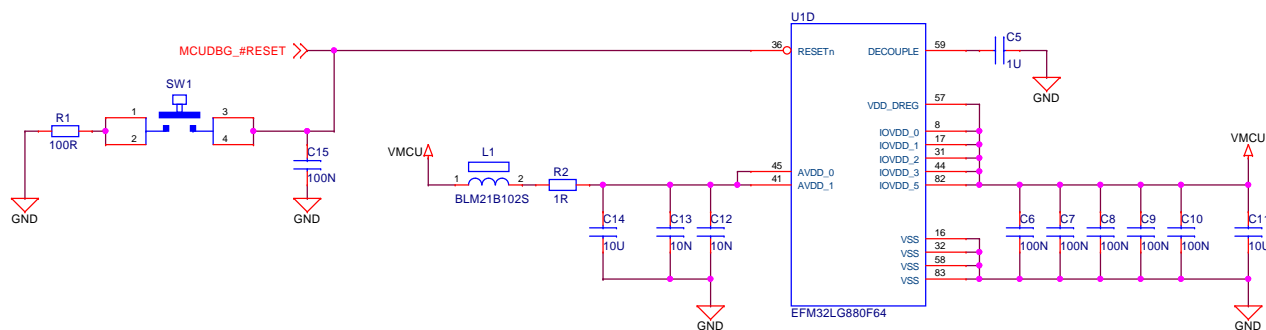 U1D
MCUDBG_#RESET
36
RESETn
DECOUPLE
59
C5
1U
GND
SW1
R1
100R
1
2
3
4
C15
100N
GND
GND
VMCU
L1
1
2
BLM21B102S
R2
1R
45
41
AVDD_0
AVDD_1
C14
10U
C13
10N
C12
10N
GND
VDD_DREG
57
IOVDD_0
8
IOVDD_1
17
IOVDD_2
31
IOVDD_3
44
IOVDD_5
82
VSS
16
VSS
32
VSS
58
VSS
83
EFM32LG880F64
VMCU
C6
100N
C7
100N
C8
100N
C9
100N
C10
100N
C11
10U
GND